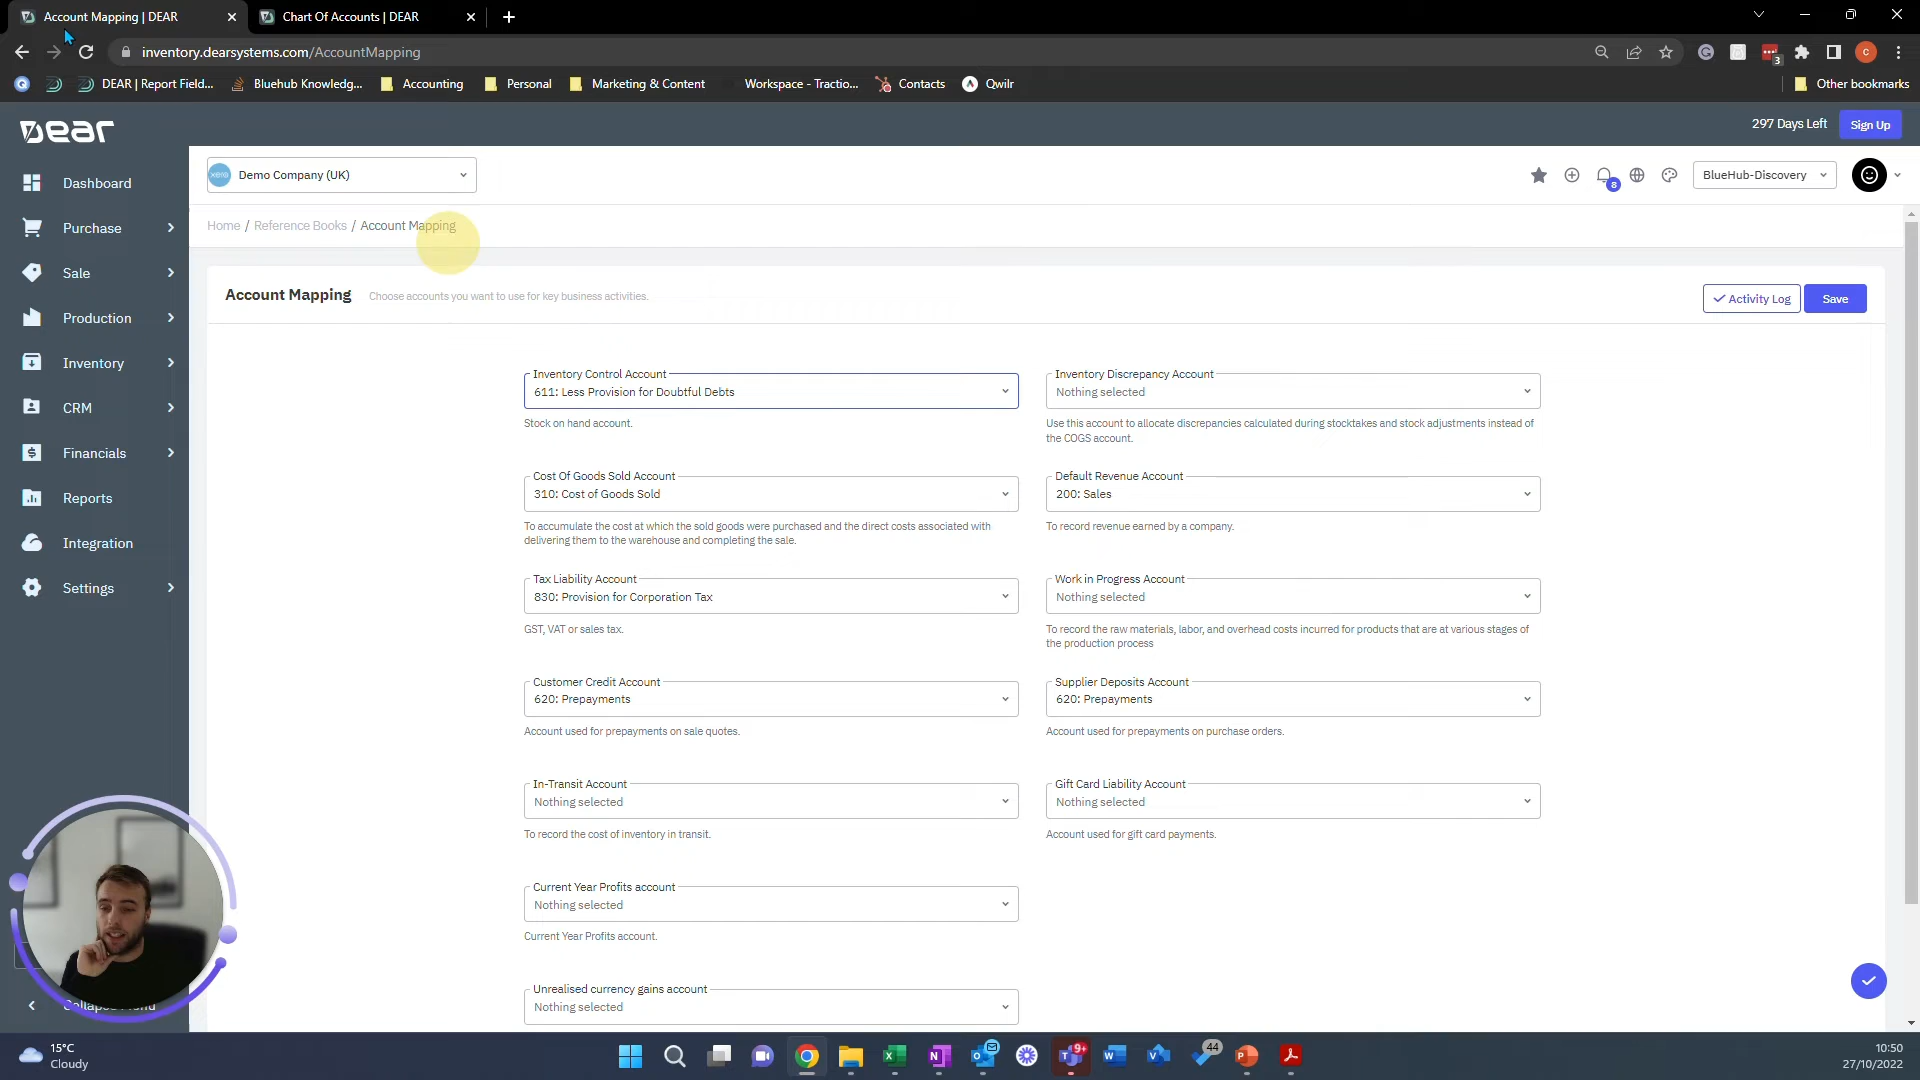 Account Mapping | DEAR
Chart Of Accounts | DEAR
inventory.dearsystems.com/AccountMapping
DEAR | Report Field...
Bluehub Knowledg...
Accounting
Personal
Marketing & Content
Workspace - Tractio...
Contacts
Qwilr
Other bookmarks
3
C
Dear
297 Days Left
Sign Up
Dashboard
Purchase
Sale
Production
Inventory
CRM
Financials
Reports
Integration
Settings
xero
Demo Company (UK)
8
BlueHub-Discovery
Home / Reference Books / Account Mapping
Account Mapping
Choose accounts you want to use for key business activities.
Activity Log
Save
Inventory Control Account
611: Less Provision for Doubtful Debts
Stock on hand account.
Inventory Discrepancy Account
Nothing selected
Use this account to allocate discrepancies calculated during stocktakes and stock adjustments instead of
the COGS account.
Cost Of Goods Sold Account
310: Cost of Goods Sold
To accumulate the cost at which the sold goods were purchased and the direct costs associated with
delivering them to the warehouse and completing the sale.
Default Revenue Account
200: Sales
To record revenue earned by a company.
Tax Liability Account
830: Provision for Corporation Tax
GST, VAT or sales tax.
Work in Progress Account
Nothing selected
To record the raw materials, labor, and overhead costs incurred for products that are at various stages of
the production process
Customer Credit Account
620: Prepayments
Account used for prepayments on sale quotes.
Supplier Deposits Account
620: Prepayments
Account used for prepayments on purchase orders.
In-Transit Account
Nothing selected
To record the cost of inventory in transit.
Gift Card Liability Account
Nothing selected
Account used for gift card payments.
Current Year Profits account
Nothing selected
Current Year Profits account.
Unrealised currency gains account
Nothing selected
15°C
Cloudy
9+
44
10:50
27/10/2022